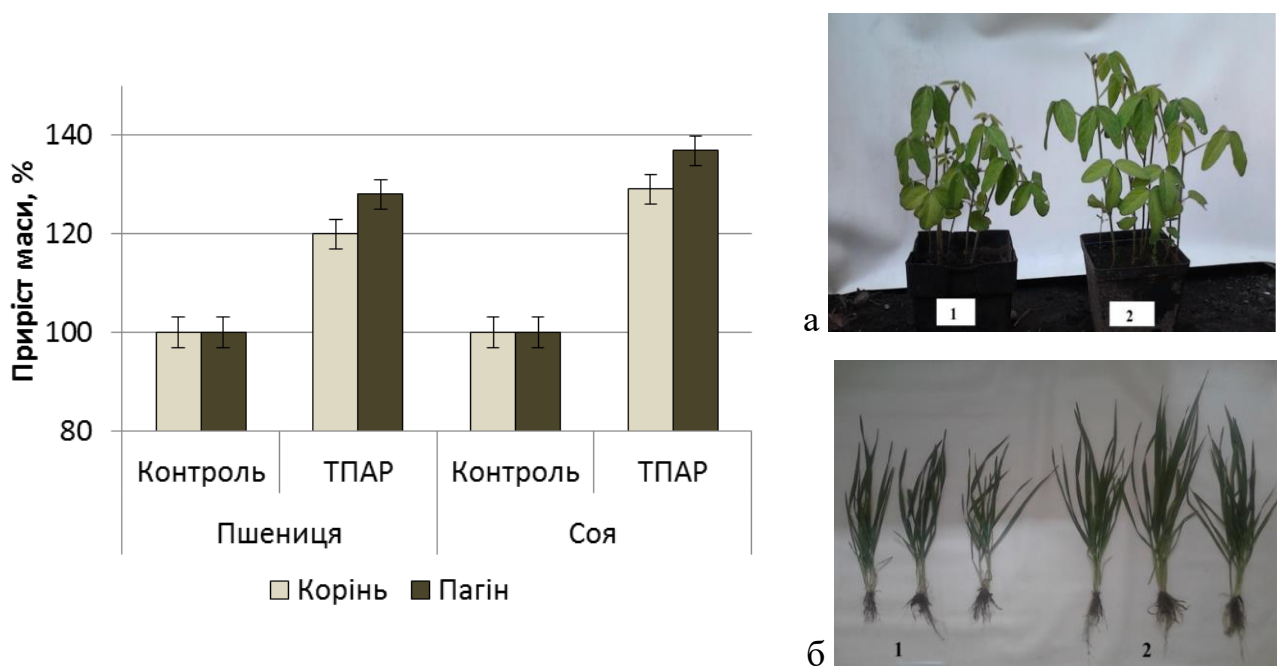 Приріст маси, %
140
120
100
80
Контроль ТПАР Контроль ТПАР
Пшениця Соя
Корінь Пагін
а
1 2
б
1 2